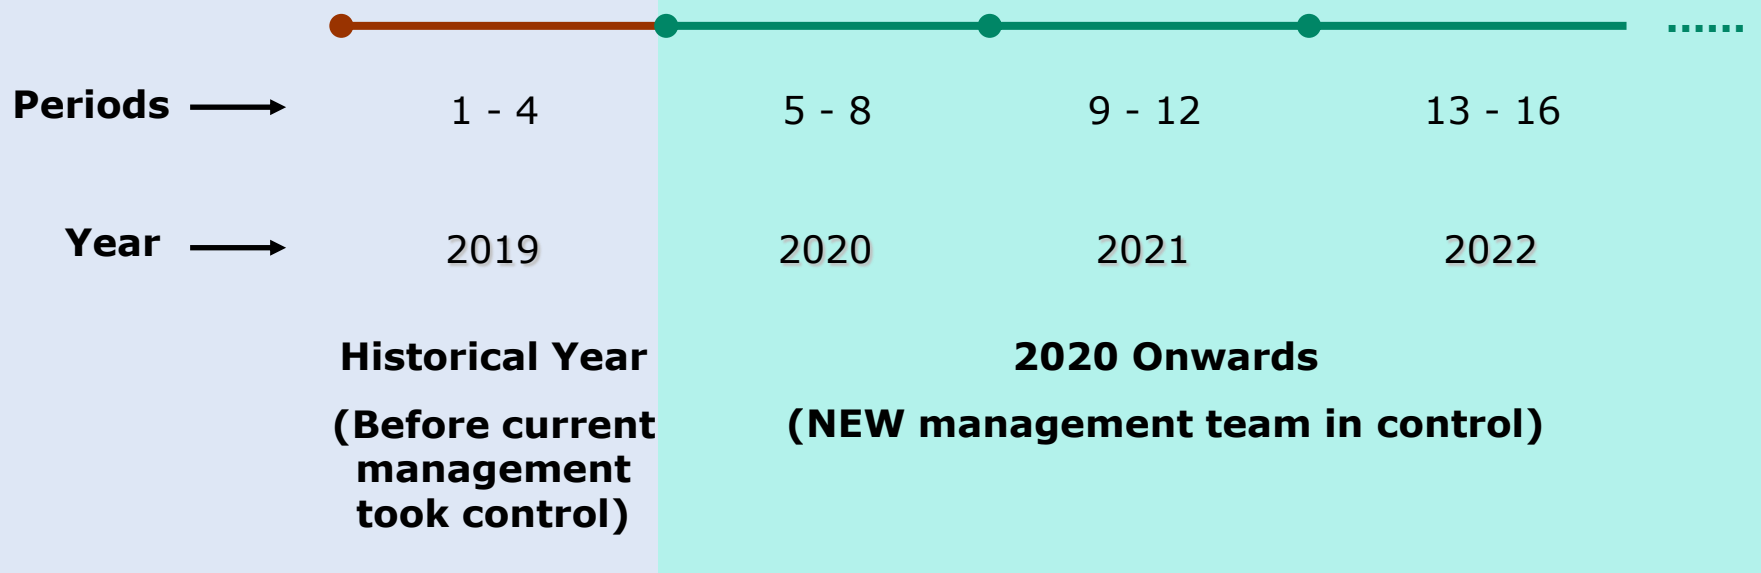 ......
Periods 1 - 4 5 - 8 9 - 12 13 - 16
Year 2019 2020 2021 2022
Historical Year
(Before current
management
took control)
2020 Onwards
(NEW management team in control)